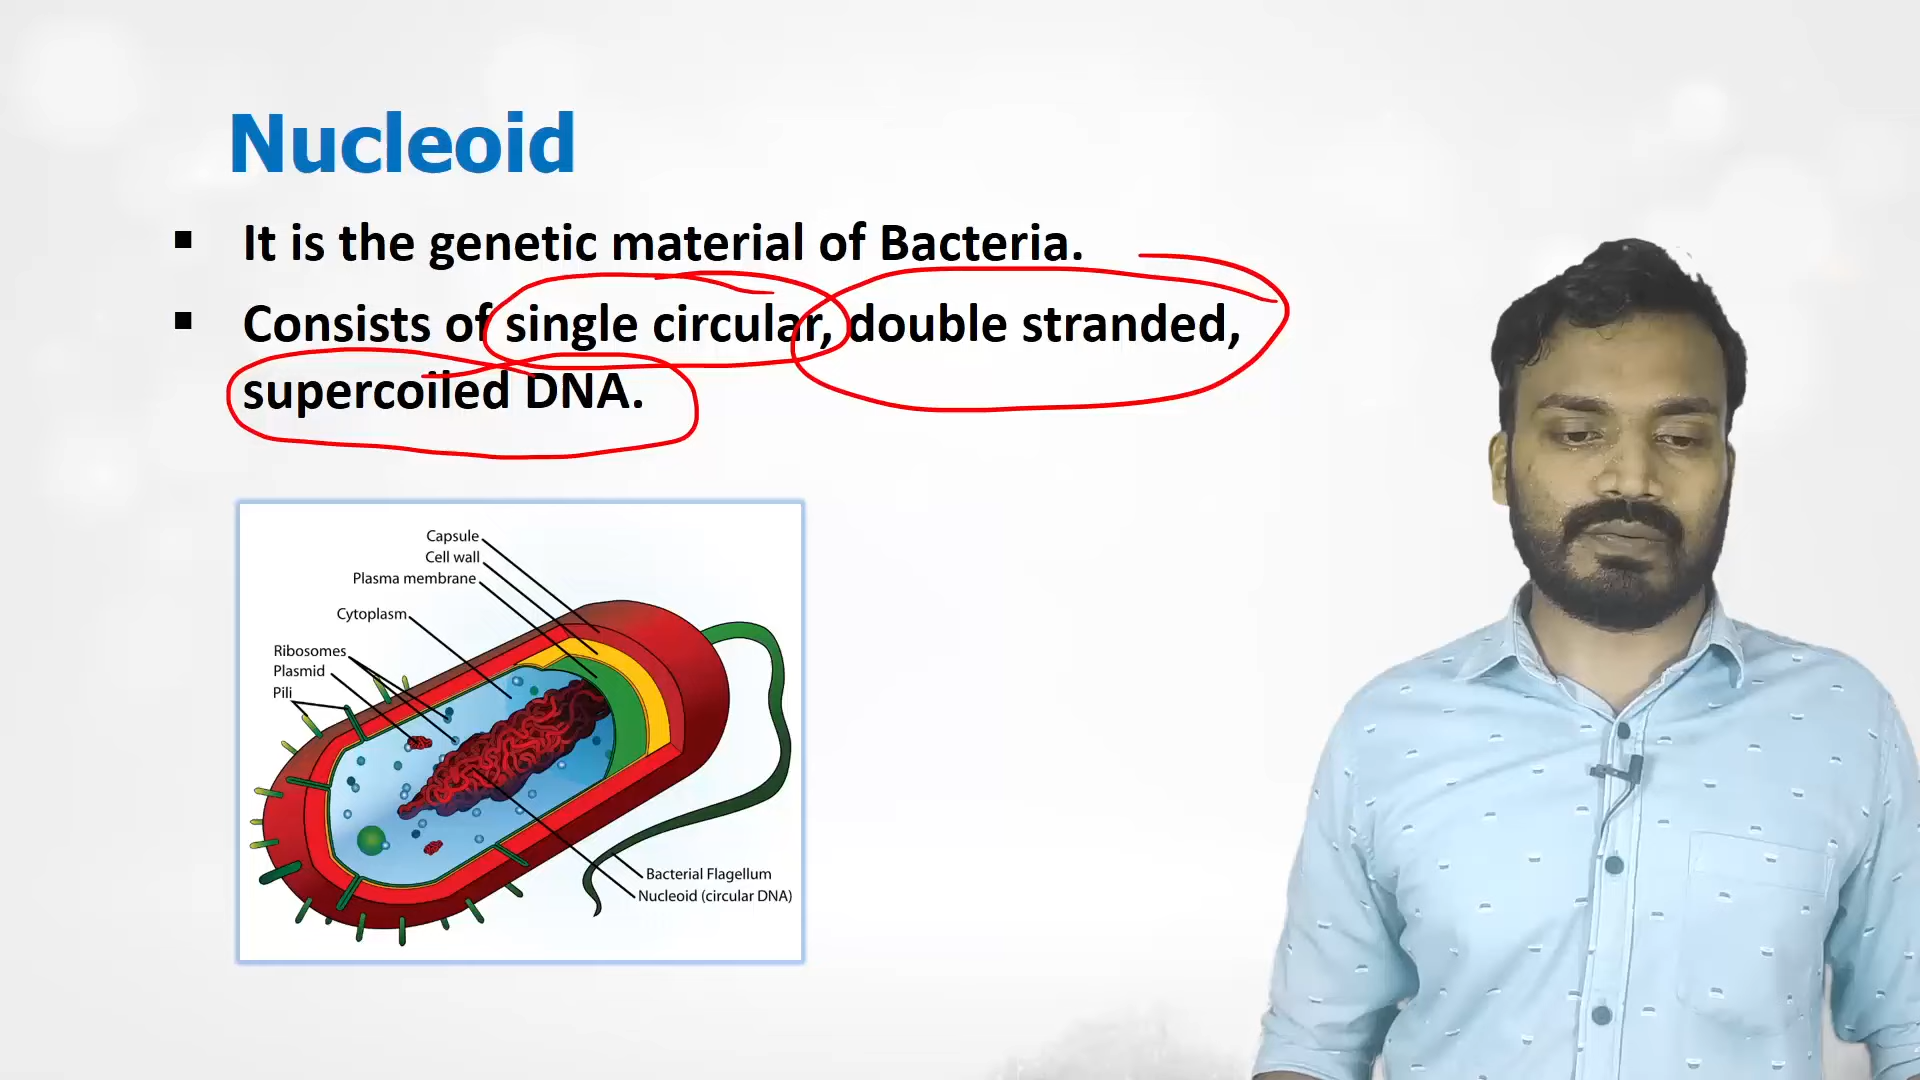 Nucleoid
▪ It is the genetic material of Bacteria.
▪ Consists of single circular, double stranded,
supercoiled DNA.
Capsule
Cell wall
Plasma membrane
Cytoplasm
Ribosomes
Plasmid
Pili
Bacterial Flagellum
Nucleoid (circular DNA)